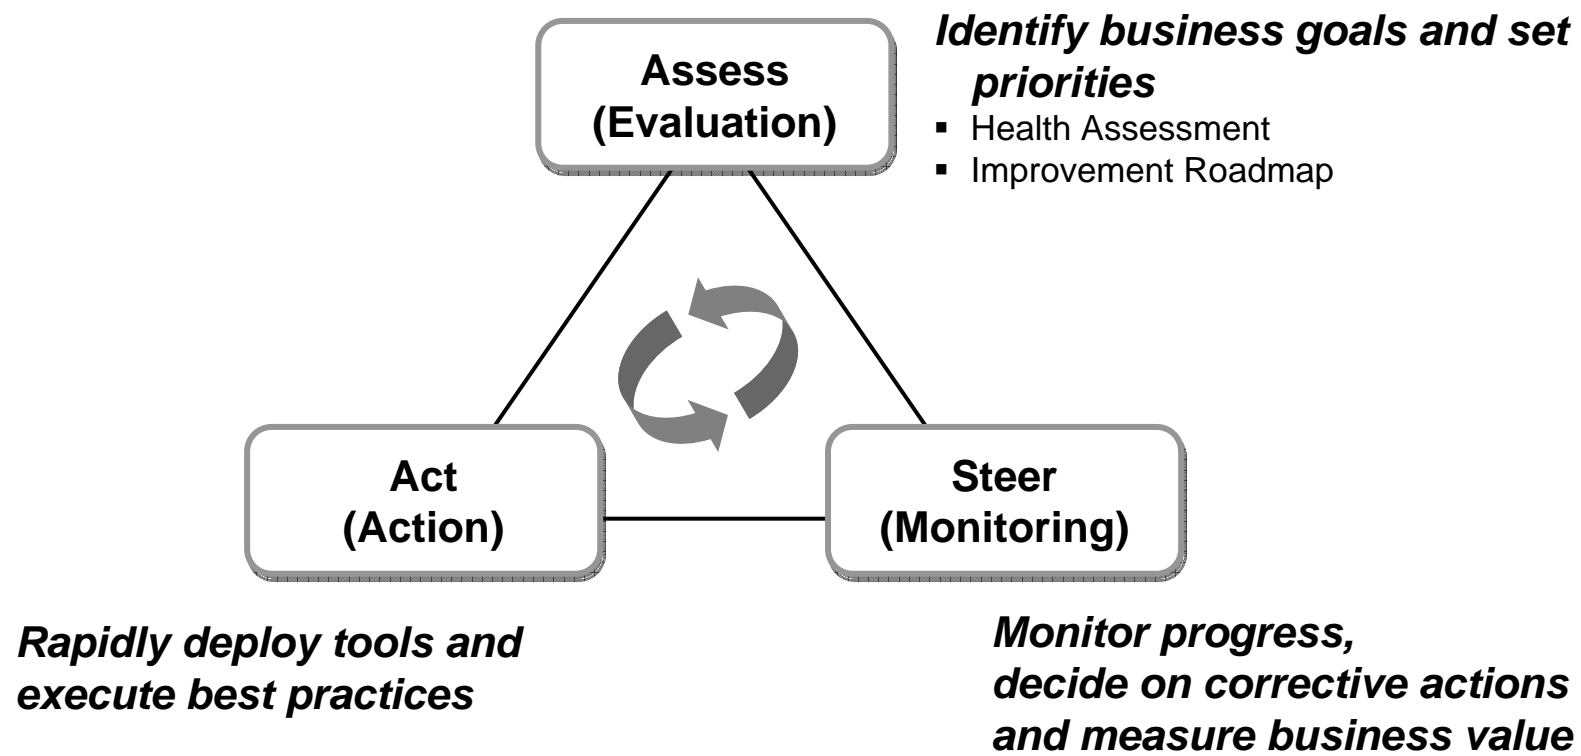 Assess
(Evaluation)
Identify business goals and set
priorities
▪ Health Assessment
▪ Improvement Roadmap
Act
(Action)
Steer
(Monitoring)
Rapidly deploy tools and
execute best practices
Monitor progress,
decide on corrective actions
and measure business value